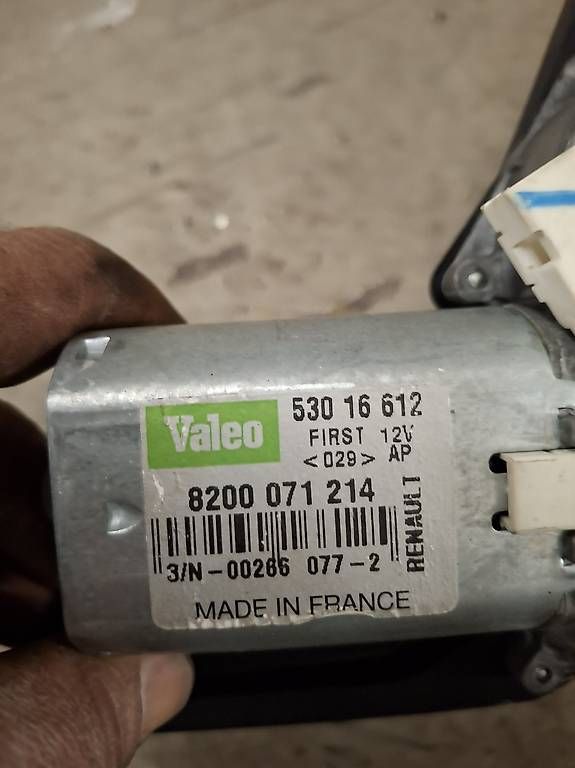 Valeo
530 16 612
FIRST 12V
<029> AP
8200 071 214
RENAULT
3/N-00266 077-2
MADE IN FRANCE